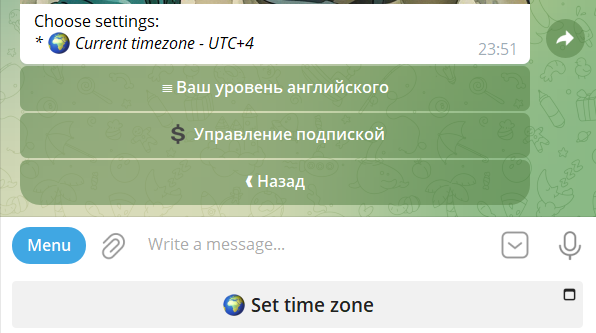 Choose settings:
* 🌍 Current timezone - UTC+4
23:51
≡ Ваш уровень английского
$ Управление подпиской
❰ Назад
Menu
Write a message...
🌍 Set time zone